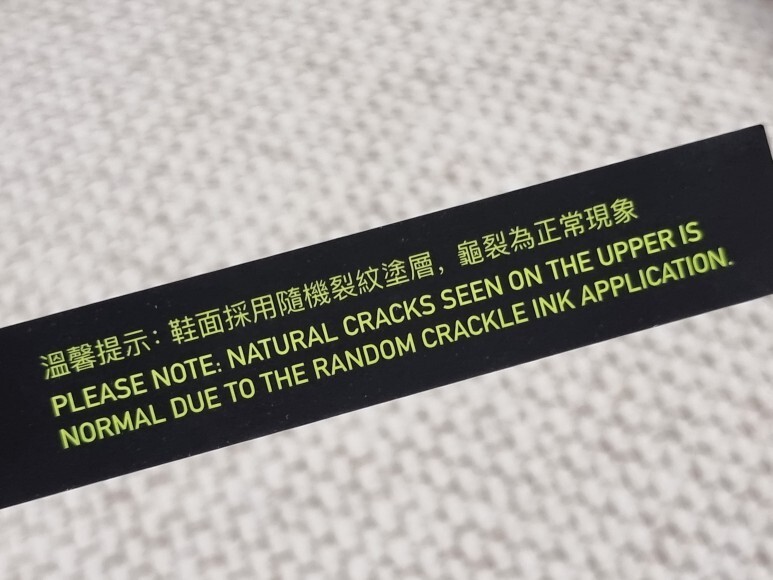 溫馨提示：鞋面採用隨機裂紋塗層，龜裂為正常現象
PLEASE NOTE: NATURAL CRACKS SEEN ON THE UPPER IS
NORMAL DUE TO THE RANDOM CRACKLE INK APPLICATION.